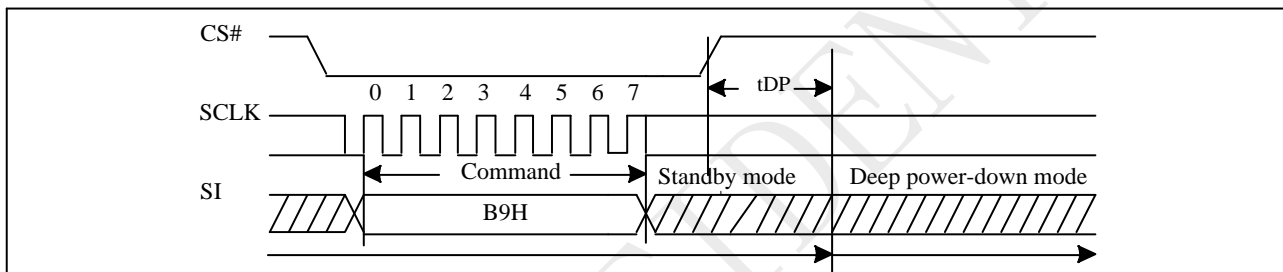 CS#
tDP
0 1 2 3 4 5 6 7
SCLK
Command
Standby mode
Deep power-down mode
SI
B9H